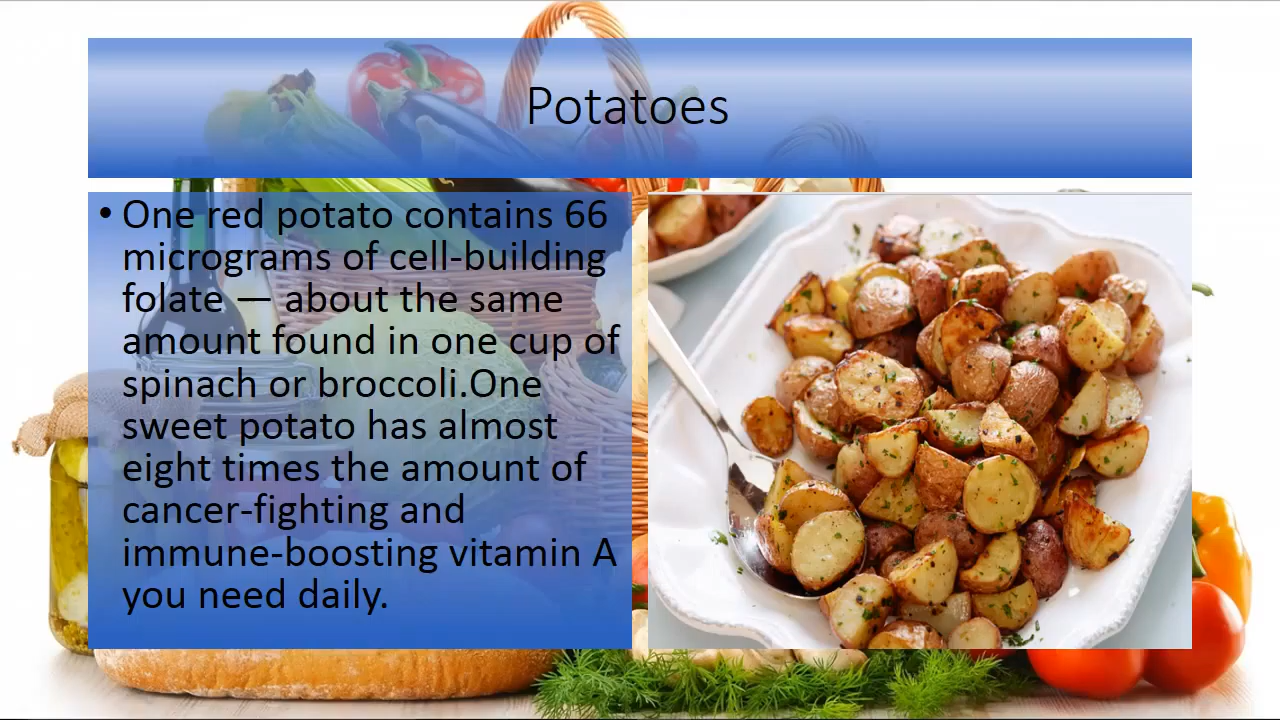 Potatoes
• One red potato contains 66
micrograms of cell-building
folate — about the same
amount found in one cup of
spinach or broccoli.One
sweet potato has almost
eight times the amount of
cancer-fighting and
immune-boosting vitamin A
you need daily.